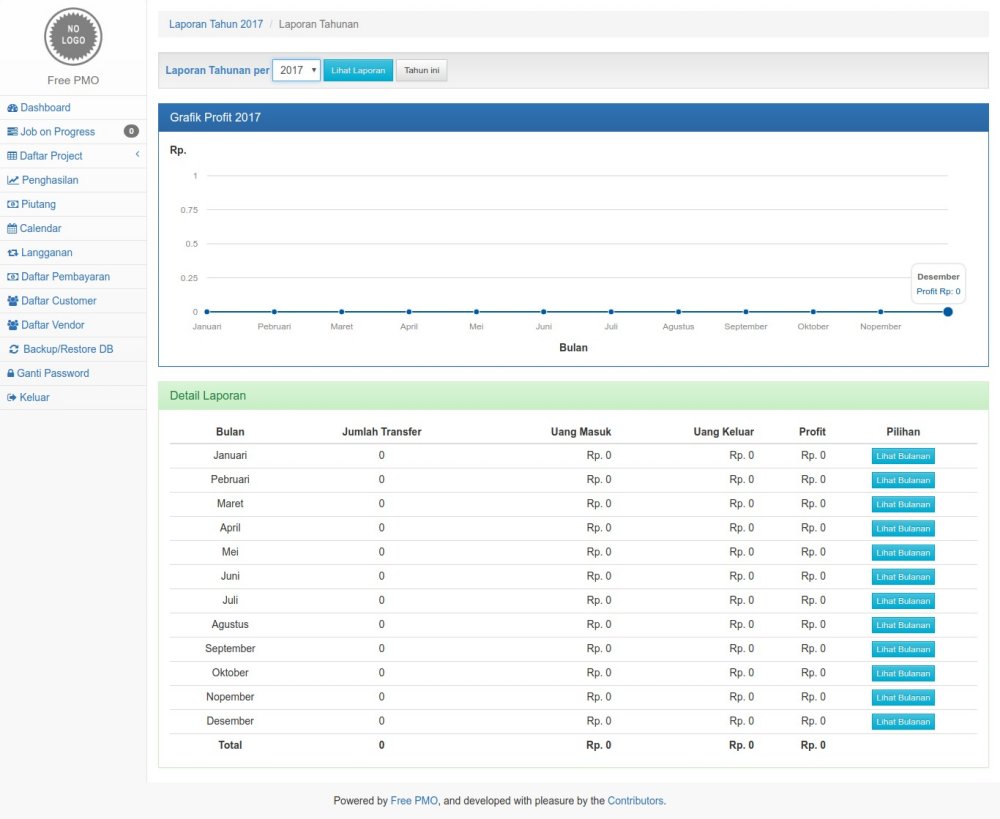 NO
LOGO
Free PMO
Dashboard
Job on Progress 0
Daftar Project
Penghasilan
Piutang
Calendar
Langganan
Daftar Pembayaran
Daftar Customer
Daftar Vendor
Backup/Restore DB
Ganti Password
Keluar
Laporan Tahun 2017 / Laporan Tahunan
Laporan Tahunan per 2017 Lihat Laporan Tahun ini
Grafik Profit 2017
Rp.
1
0.75
0.5
0.25
0
Desember
Profit Rp: 0
Januari Pebruari Maret April Mei Juni Juli Agustus September Oktober Nopember
Bulan
Detail Laporan
Bulan Jumlah Transfer Uang Masuk Uang Keluar Profit Pilihan
Januari 0 Rp. 0 Rp. 0 Rp. 0 Lihat Bulanan
Pebruari 0 Rp. 0 Rp. 0 Rp. 0 Lihat Bulanan
Maret 0 Rp. 0 Rp. 0 Rp. 0 Lihat Bulanan
April 0 Rp. 0 Rp. 0 Rp. 0 Lihat Bulanan
Mei 0 Rp. 0 Rp. 0 Rp. 0 Lihat Bulanan
Juni 0 Rp. 0 Rp. 0 Rp. 0 Lihat Bulanan
Juli 0 Rp. 0 Rp. 0 Rp. 0 Lihat Bulanan
Agustus 0 Rp. 0 Rp. 0 Rp. 0 Lihat Bulanan
September 0 Rp. 0 Rp. 0 Rp. 0 Lihat Bulanan
Oktober 0 Rp. 0 Rp. 0 Rp. 0 Lihat Bulanan
Nopember 0 Rp. 0 Rp. 0 Rp. 0 Lihat Bulanan
Desember 0 Rp. 0 Rp. 0 Rp. 0 Lihat Bulanan
Total 0 Rp. 0 Rp. 0 Rp. 0
Powered by Free PMO, and developed with pleasure by the Contributors.